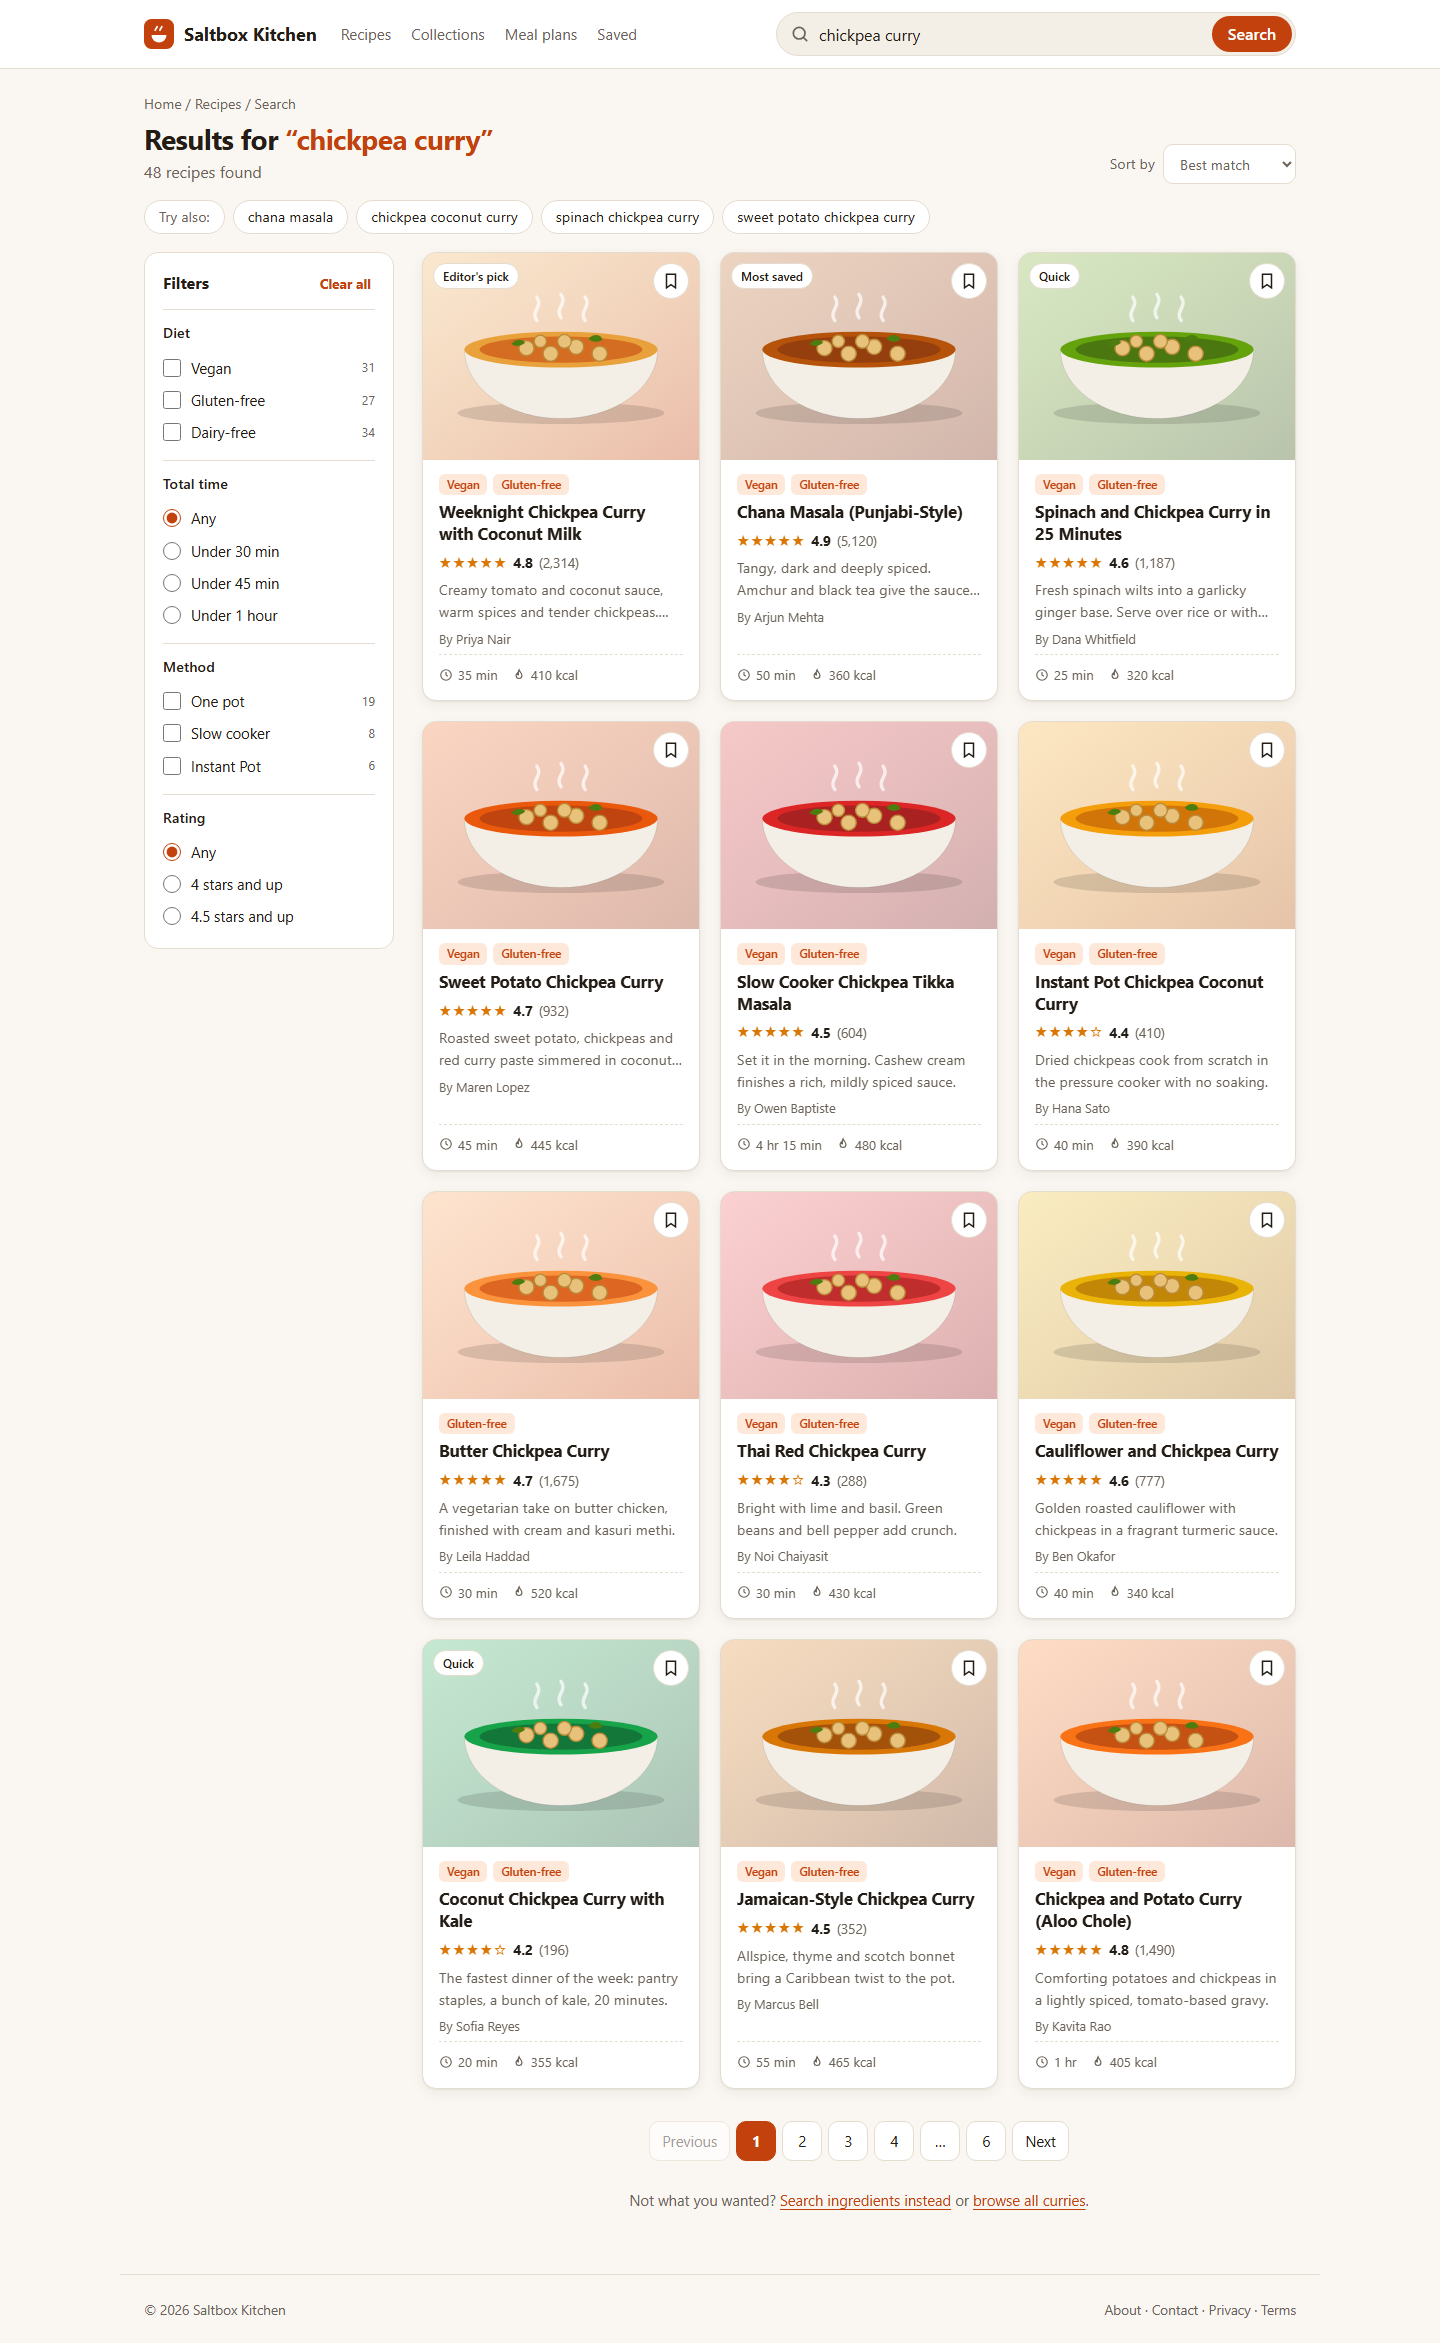 Saltbox Kitchen
Recipes
Collections
Meal plans
Saved
chickpea curry
Search
Home / Recipes / Search
Results for “chickpea curry”
48 recipes found
Sort by
Best match
Try also:
chana masala
chickpea coconut curry
spinach chickpea curry
sweet potato chickpea curry
Filters
Clear all
Diet
Vegan 31
Gluten-free 27
Dairy-free 34
Total time
Any
Under 30 min
Under 45 min
Under 1 hour
Method
One pot 19
Slow cooker 8
Instant Pot 6
Rating
Any
4 stars and up
4.5 stars and up
Editor's pick
Vegan Gluten-free
Weeknight Chickpea Curry
with Coconut Milk
★★★★★ 4.8 (2,314)
Creamy tomato and coconut sauce,
warm spices and tender chickpeas....
By Priya Nair
35 min 410 kcal
Most saved
Vegan Gluten-free
Chana Masala (Punjabi-Style)
★★★★★ 4.9 (5,120)
Tangy, dark and deeply spiced.
Amchur and black tea give the sauce...
By Arjun Mehta
50 min 360 kcal
Quick
Vegan Gluten-free
Spinach and Chickpea Curry in
25 Minutes
★★★★★ 4.6 (1,187)
Fresh spinach wilts into a garlicky
ginger base. Serve over rice or with...
By Dana Whitfield
25 min 320 kcal
Vegan Gluten-free
Sweet Potato Chickpea Curry
★★★★★ 4.7 (932)
Roasted sweet potato, chickpeas and
red curry paste simmered in coconut...
By Maren Lopez
45 min 445 kcal
Vegan Gluten-free
Slow Cooker Chickpea Tikka
Masala
★★★★★ 4.5 (604)
Set it in the morning. Cashew cream
finishes a rich, mildly spiced sauce.
By Owen Baptiste
4 hr 15 min 480 kcal
Vegan Gluten-free
Instant Pot Chickpea Coconut
Curry
★★★★☆ 4.4 (410)
Dried chickpeas cook from scratch in
the pressure cooker with no soaking.
By Hana Sato
40 min 390 kcal
Gluten-free
Butter Chickpea Curry
★★★★★ 4.7 (1,675)
A vegetarian take on butter chicken,
finished with cream and kasuri methi.
By Leila Haddad
30 min 520 kcal
Vegan Gluten-free
Thai Red Chickpea Curry
★★★★☆ 4.3 (288)
Bright with lime and basil. Green
beans and bell pepper add crunch.
By Noi Chaiyasit
30 min 430 kcal
Vegan Gluten-free
Cauliflower and Chickpea Curry
★★★★★ 4.6 (777)
Golden roasted cauliflower with
chickpeas in a fragrant turmeric sauce.
By Ben Okafor
40 min 340 kcal
Quick
Vegan Gluten-free
Coconut Chickpea Curry with
Kale
★★★★☆ 4.2 (196)
The fastest dinner of the week: pantry
staples, a bunch of kale, 20 minutes.
By Sofia Reyes
20 min 355 kcal
Vegan Gluten-free
Jamaican-Style Chickpea Curry
★★★★★ 4.5 (352)
Allspice, thyme and scotch bonnet
bring a Caribbean twist to the pot.
By Marcus Bell
55 min 465 kcal
Vegan Gluten-free
Chickpea and Potato Curry
(Aloo Chole)
★★★★★ 4.8 (1,490)
Comforting potatoes and chickpeas in
a lightly spiced, tomato-based gravy.
By Kavita Rao
1 hr 405 kcal
Previous 1 2 3 4 ... 6 Next
Not what you wanted? Search ingredients instead or browse all curries.
© 2026 Saltbox Kitchen
About · Contact · Privacy · Terms